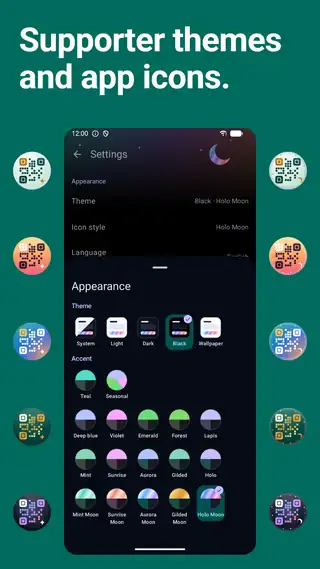 Supporter themes
and app icons.
12:00
Settings
Appearance
Theme Black · Holo Moon
Icon style Holo Moon
Language
Appearance
Theme
System Light Dark Black Wallpaper
Accent
Teal Seasonal
Deep blue Violet Emerald Forest Lapis
Mint Sunrise Aurora Gilded Holo
Mint Moon Sunrise Moon Aurora Moon Gilded Moon Holo Moon